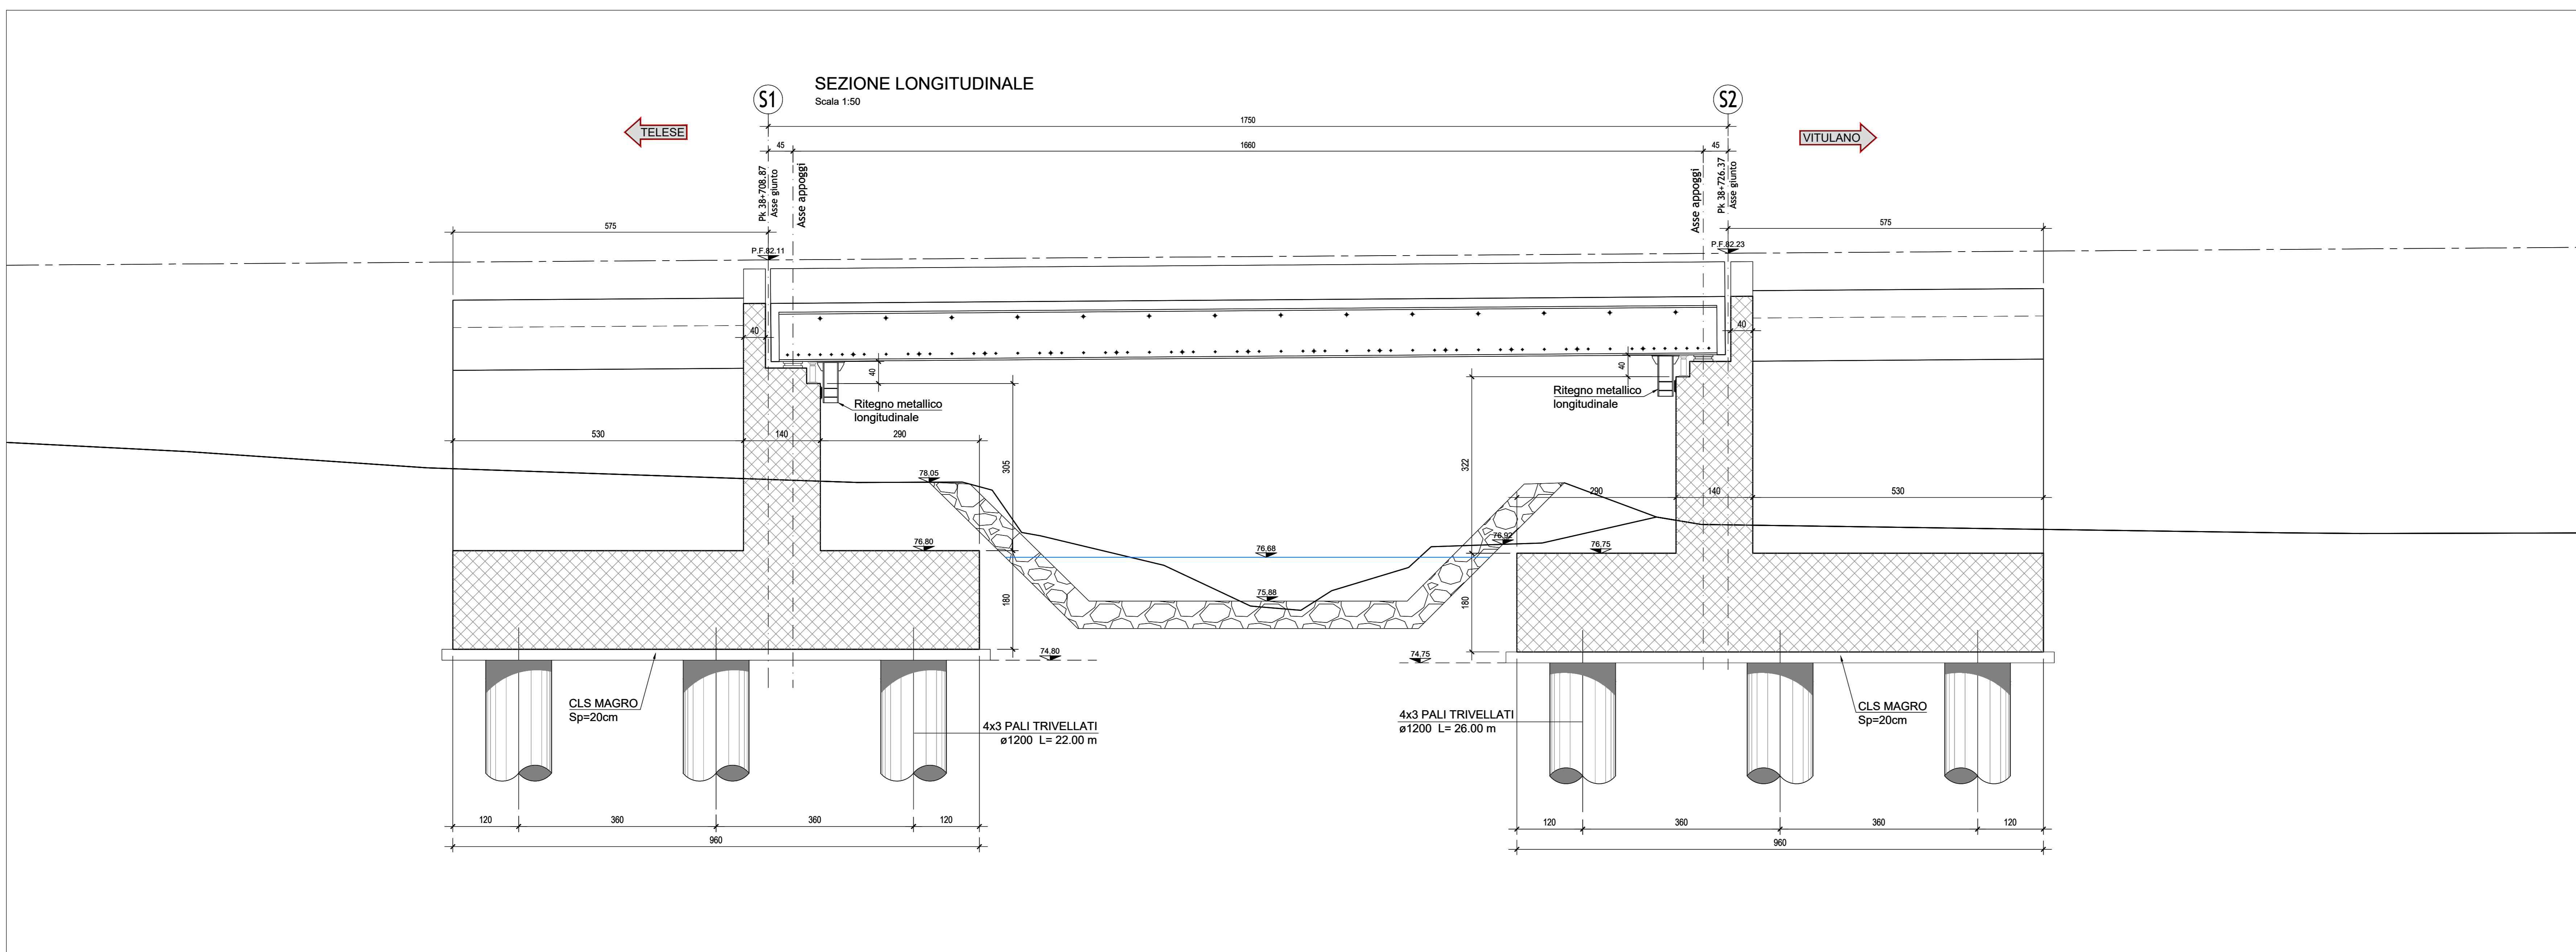 SEZIONE LONGITUDINALE
Scala 1:50
S1
S2
TELESE
VITULANO
1750
45
1660
45
Pk 38+708.87
Asse giunto
Asse appoggi
Asse appoggi
Pk 38+726.37
Asse giunto
575
575
P.F.82.11
P.F.82.23
40
40
40
40
Ritegno metallico
longitudinale
Ritegno metallico
longitudinale
530
140
290
305
322
290
140
530
78.05
76.80
76.68
76.92
76.75
75.88
180
180
74.80
74.75
CLS MAGRO
Sp=20cm
4x3 PALI TRIVELLATI
ø1200 L= 22.00 m
4x3 PALI TRIVELLATI
ø1200 L= 26.00 m
CLS MAGRO
Sp=20cm
120
360
360
120
960
120
360
360
120
960